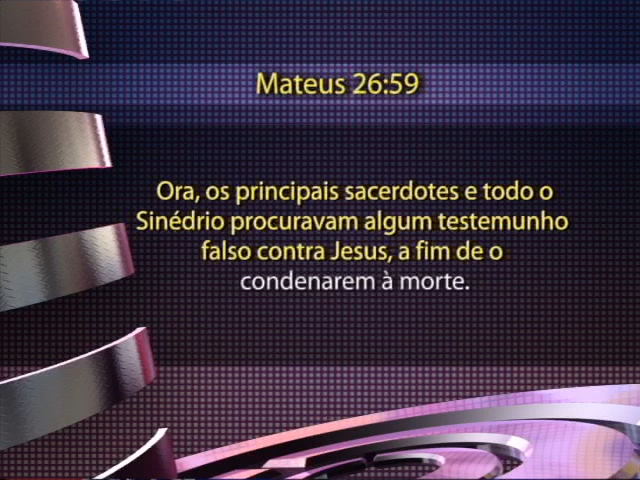 Mateus 26:59
Ora, os principais sacerdotes e todo o
Sinédrio procuravam algum testemunho
falso contra Jesus, a fim de o
condenarem à morte.